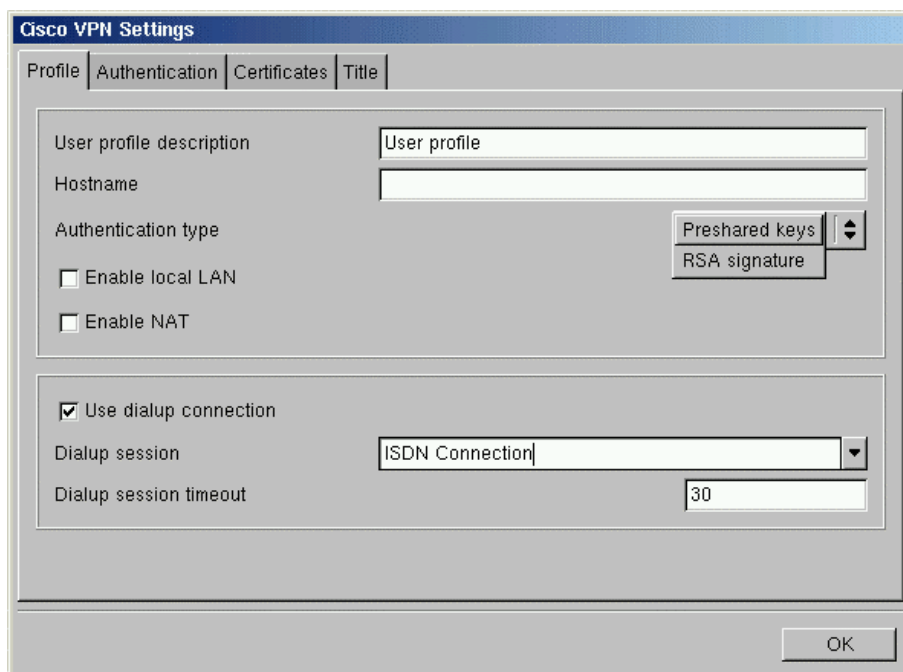 Cisco VPN Settings
Profile Authentication Certificates Title
User profile description User profile
Hostname
Authentication type Preshared keys
RSA signature
Enable local LAN
Enable NAT
Use dialup connection
Dialup session ISDN Connection
Dialup session timeout 30
OK